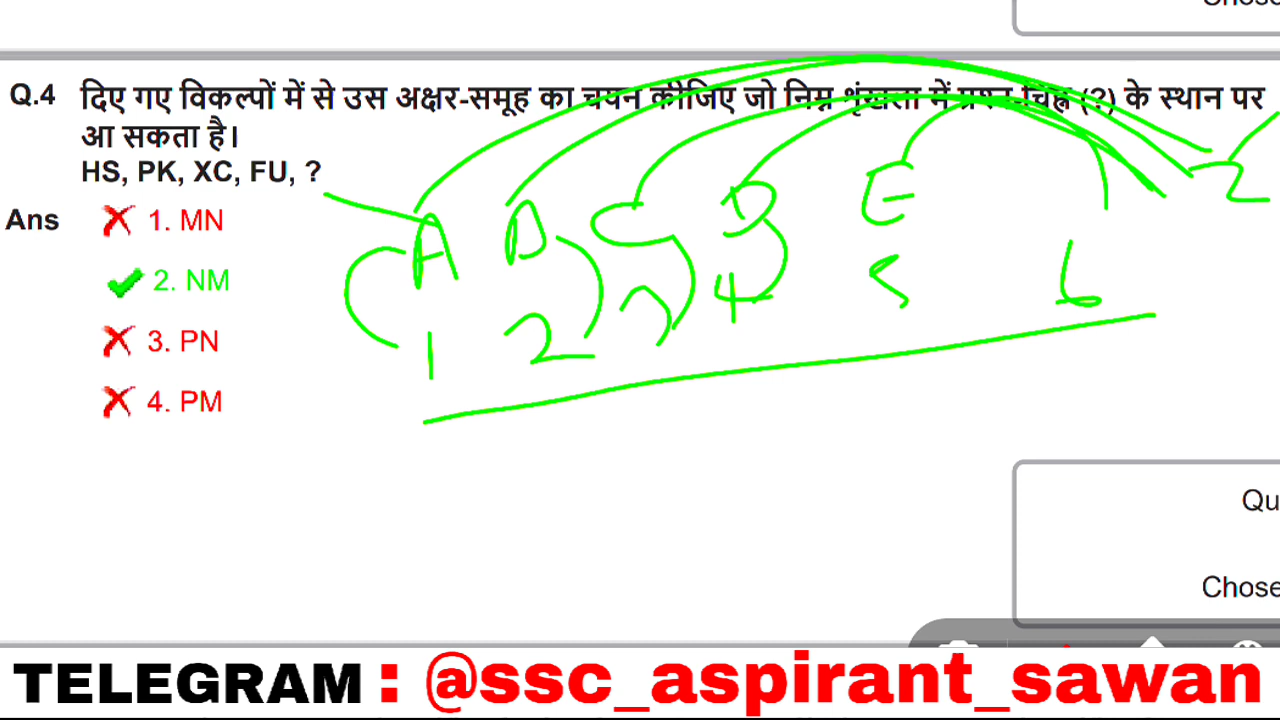 Q.4 दिए गए विकल्पों में से उस अक्षर-समूह का चयन कीजिए जो निम्न शृंखला में प्रश्न-चिह्न (?) के स्थान पर
आ सकता है।
HS, PK, XC, FU, ?
Ans 1. MN
2. NM
3. PN
4. PM
A B C D E
1 2 3 4 5 6
2
Qu
Chose
TELEGRAM : @ssc_aspirant_sawan